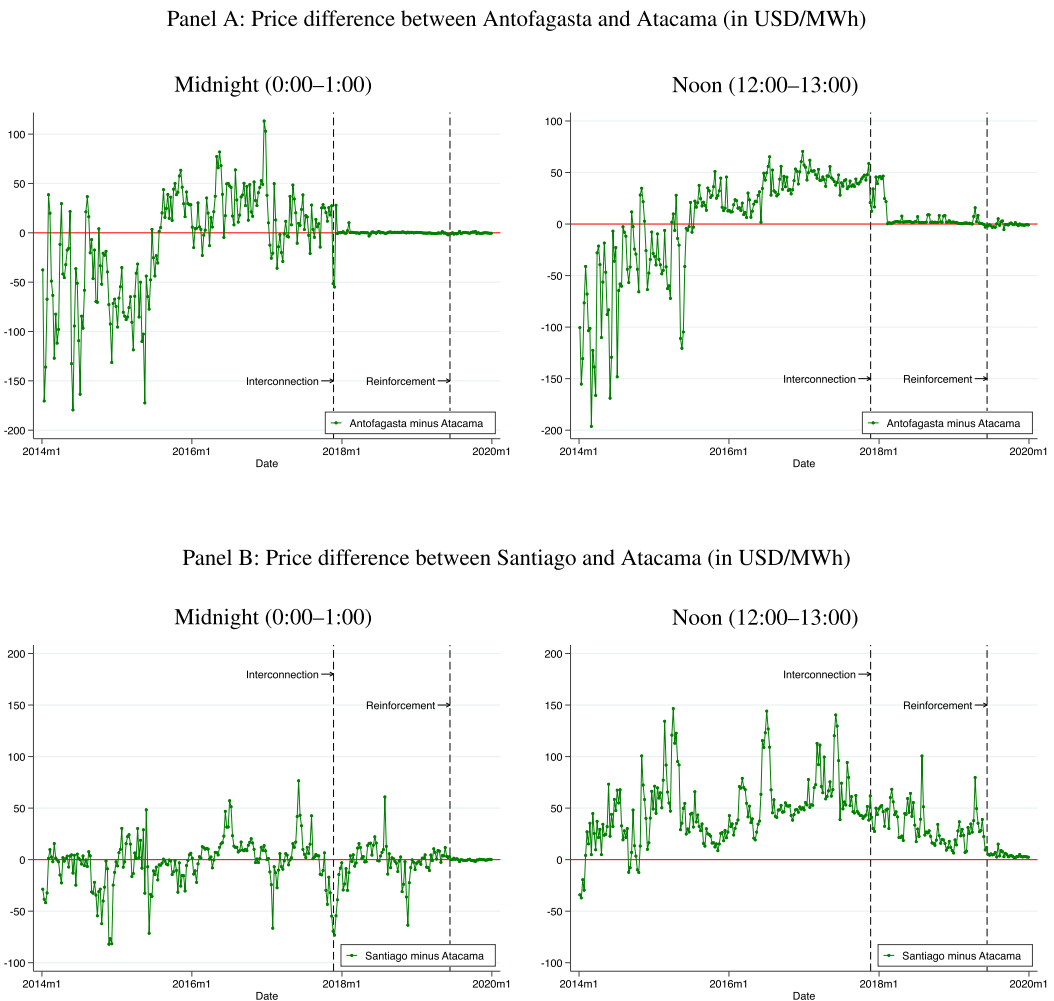 Panel A: Price difference between Antofagasta and Atacama (in USD/MWh)
Midnight (0:00–1:00)
Noon (12:00–13:00)
100
50
0
-50
-100
-150
-200
Interconnection
Reinforcement
Antofagasta minus Atacama
2014m1
2016m1
2018m1
2020m1
Date
100
50
0
-50
-100
-150
-200
Interconnection
Reinforcement
Antofagasta minus Atacama
2014m1
2016m1
2018m1
2020m1
Date
Panel B: Price difference between Santiago and Atacama (in USD/MWh)
Midnight (0:00–1:00)
Noon (12:00–13:00)
200
150
100
50
0
-50
-100
Interconnection
Reinforcement
Santiago minus Atacama
2014m1
2016m1
2018m1
2020m1
Date
200
150
100
50
0
-50
-100
Interconnection
Reinforcement
Santiago minus Atacama
2014m1
2016m1
2018m1
2020m1
Date